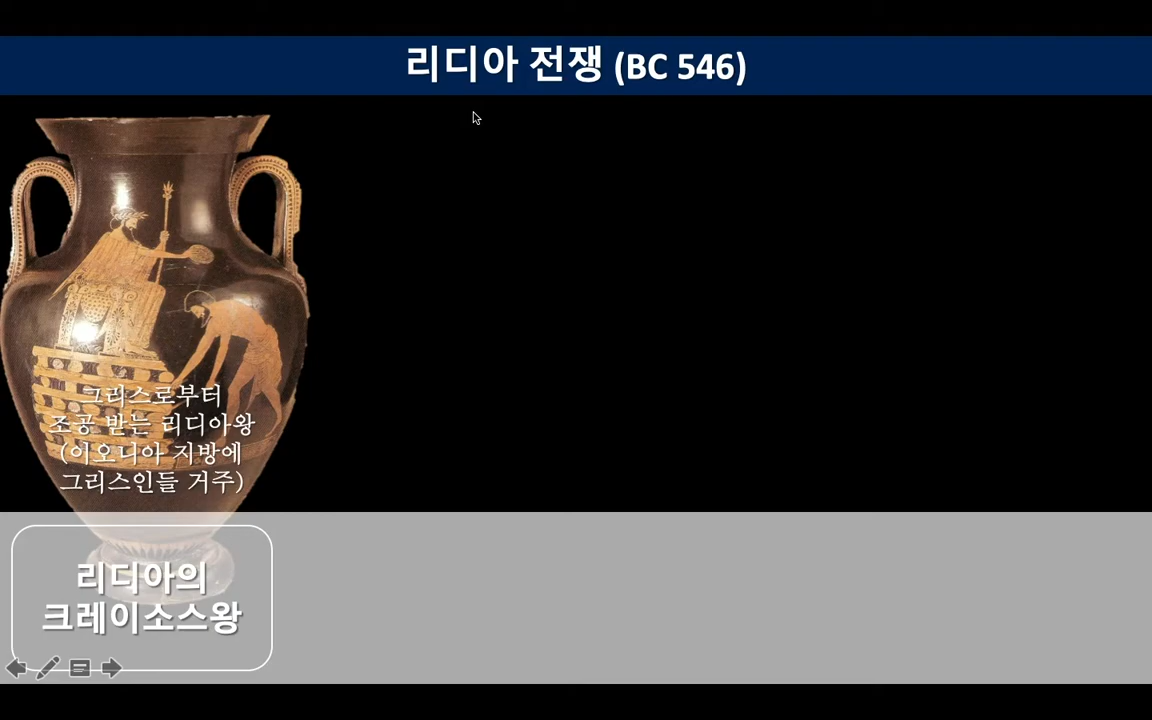 리디아 전쟁 (BC 546)
그리스로부터
조공 받는 리디아왕
(이오니아 지방에
그리스인들 거주)
리디아의
크레이소스왕